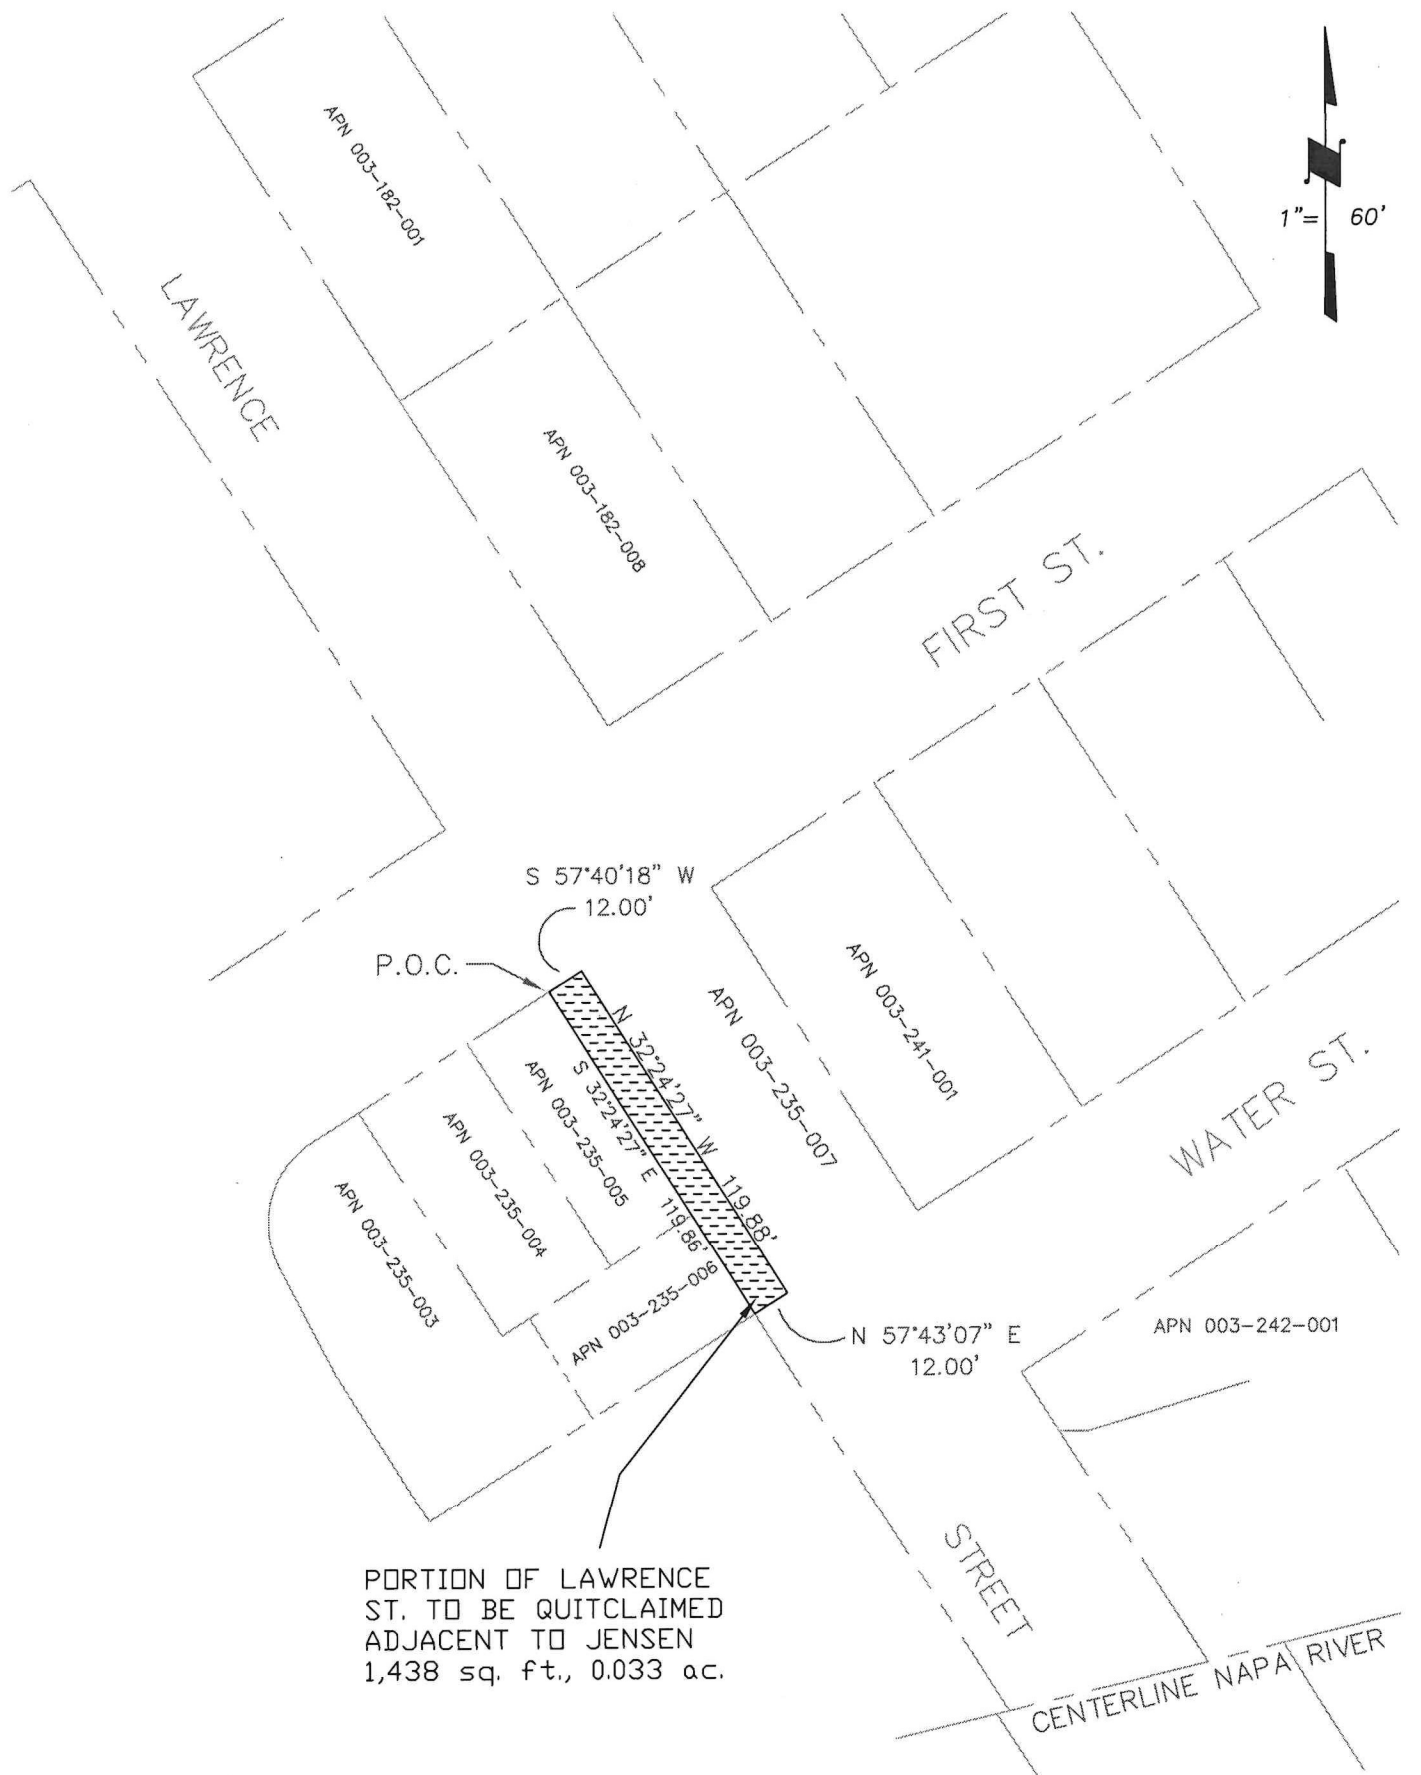 APN 003-182-001
1"= 60'
LAWRENCE
APN 003-182-008
FIRST ST.
S 57°40'18" W
12.00'
P.O.C.
N 32°24'27" W 119.88'
S 32°24'27" E 119.86'
APN 003-235-007
APN 003-241-001
APN 003-235-005
APN 003-235-004
APN 003-235-003
APN 003-235-006
WATER ST.
N 57°43'07" E
12.00'
APN 003-242-001
STREET
PORTION OF LAWRENCE
ST. TO BE QUITCLAIMED
ADJACENT TO JENSEN
1,438 sq. ft., 0.033 ac.
CENTERLINE NAPA RIVER